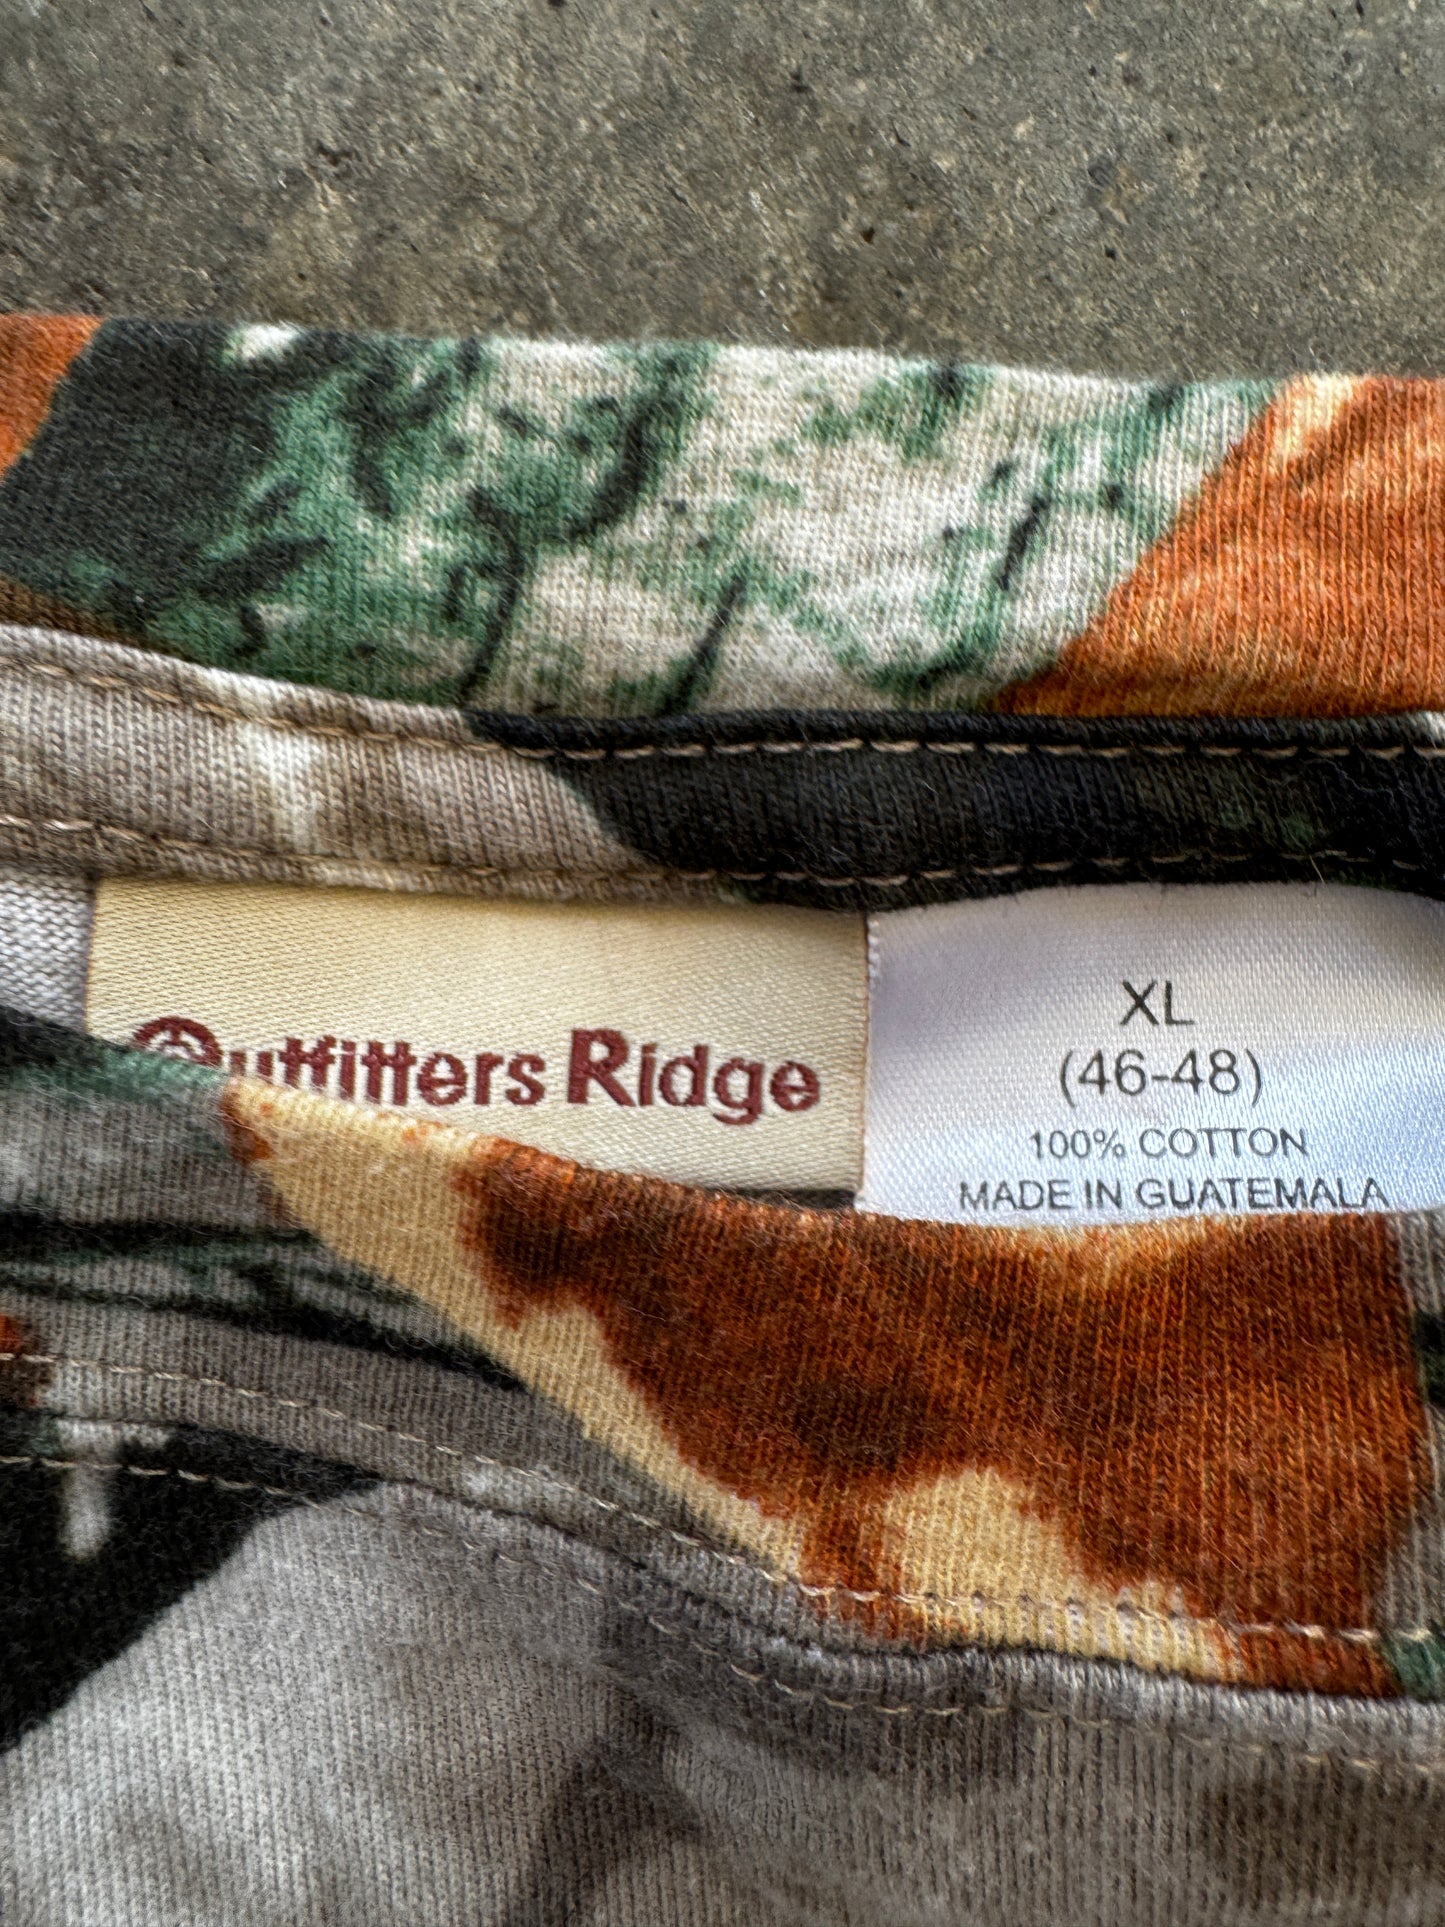 Outfitters Ridge
XL
(46-48)
100% COTTON
MADE IN GUATEMALA